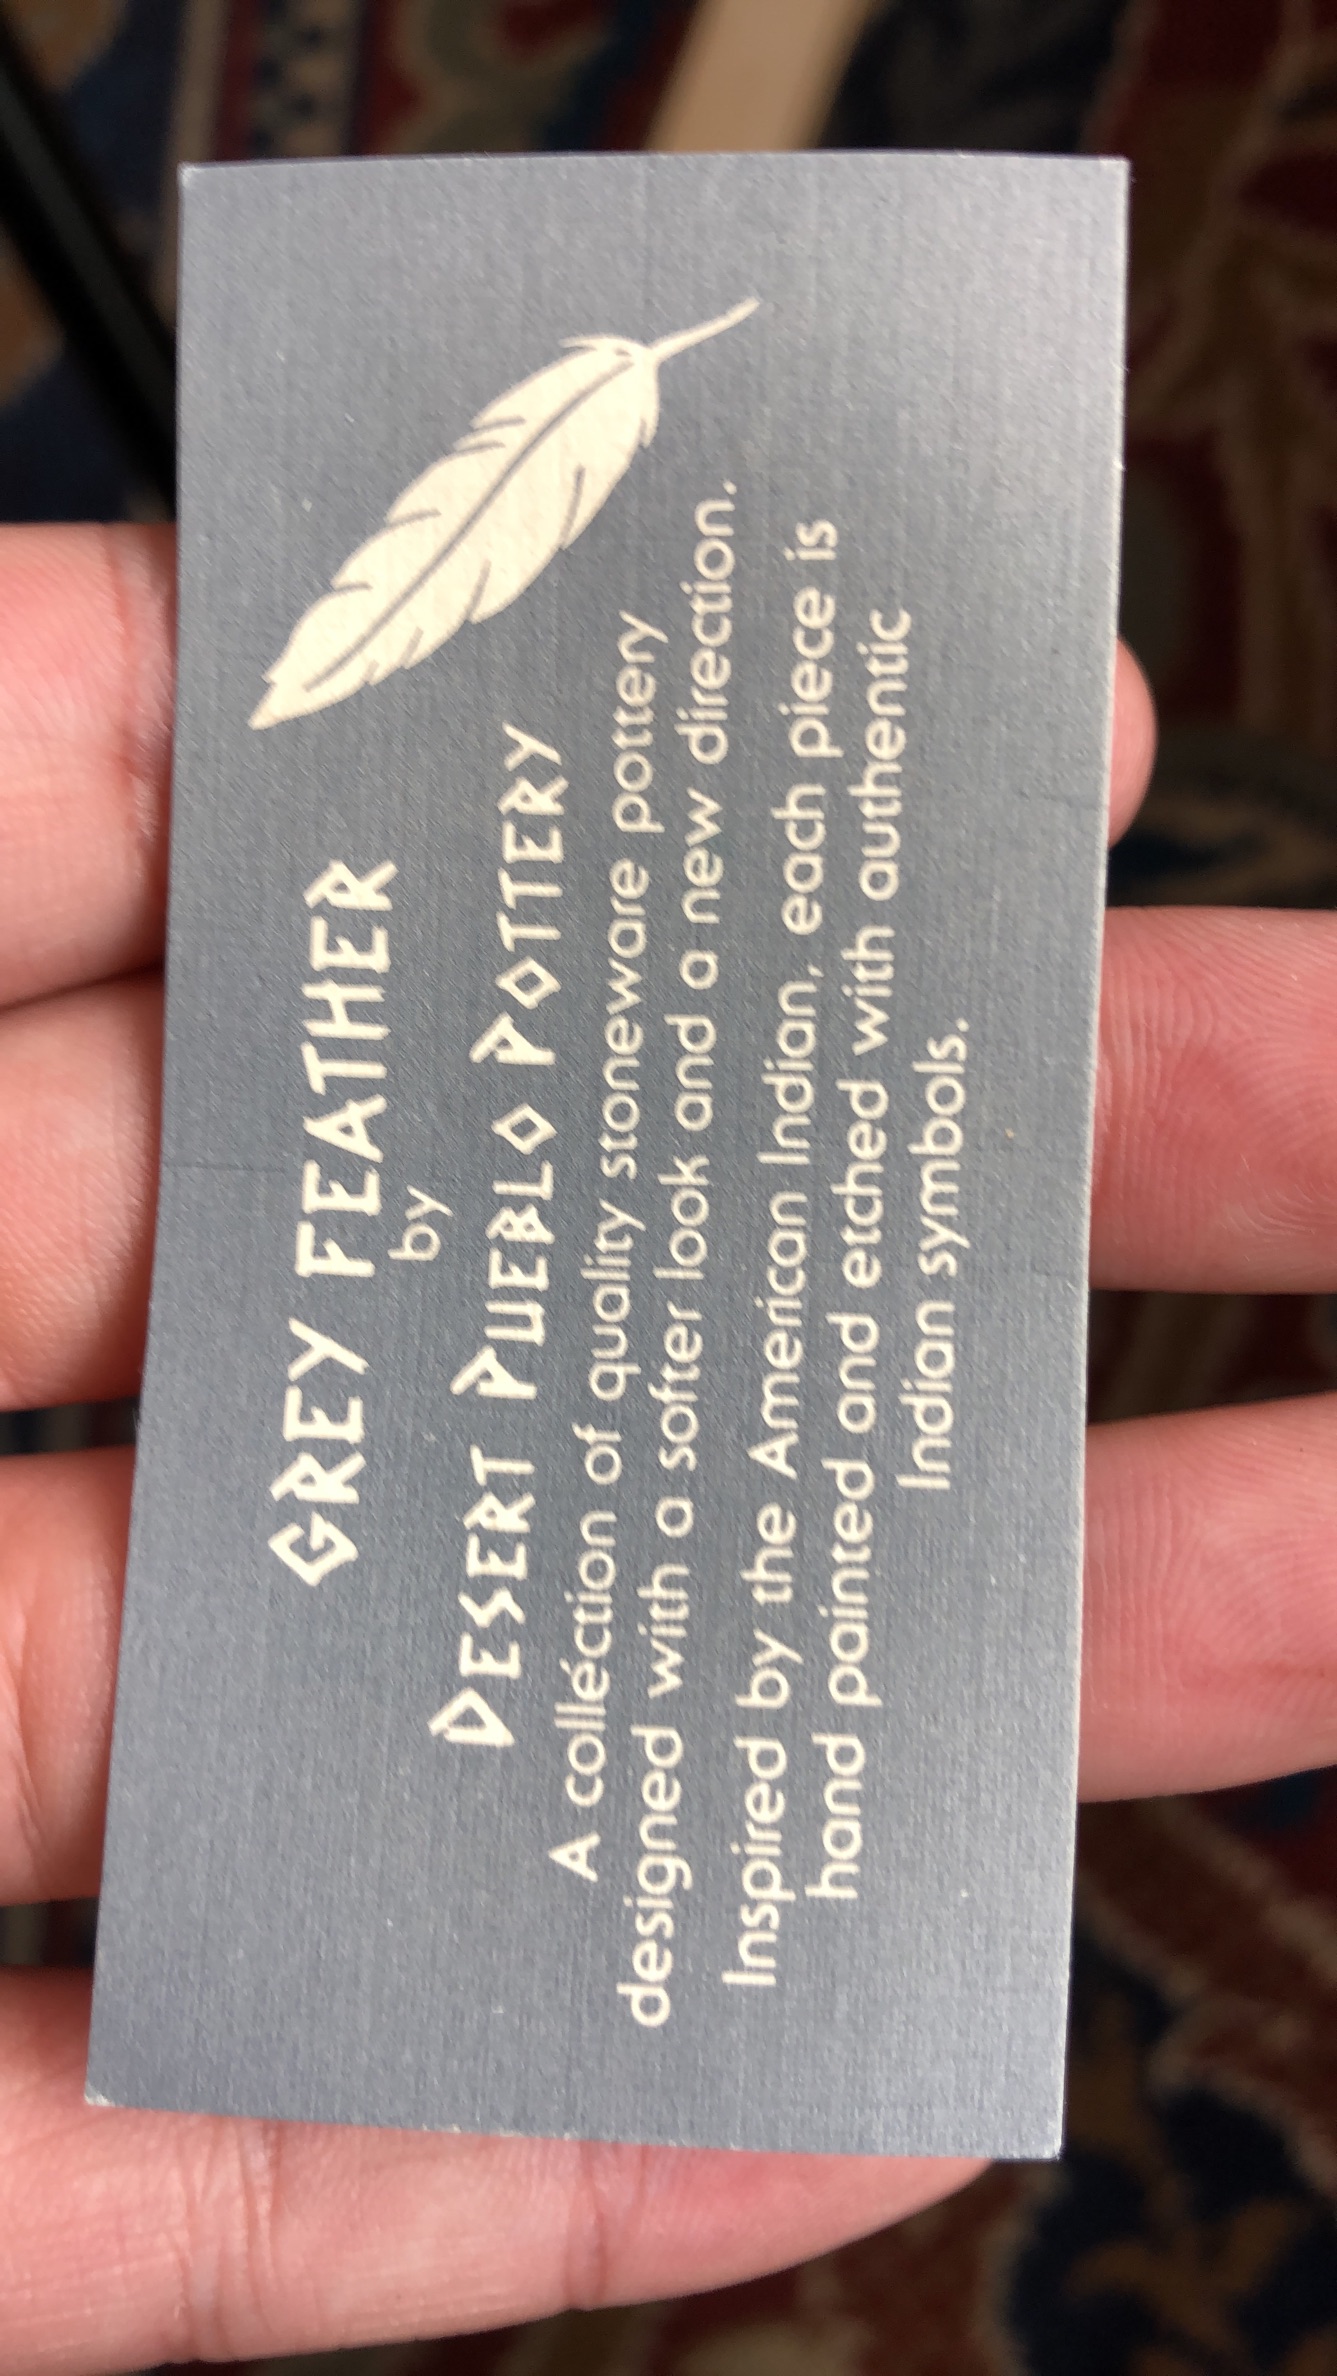 GREY FEATHER
by
DESERT PUEBLO POTTERY
A collection of quality stoneware pottery
designed with a softer look and a new direction.
Inspired by the American Indian, each piece is
hand painted and etched with authentic
Indian symbols.